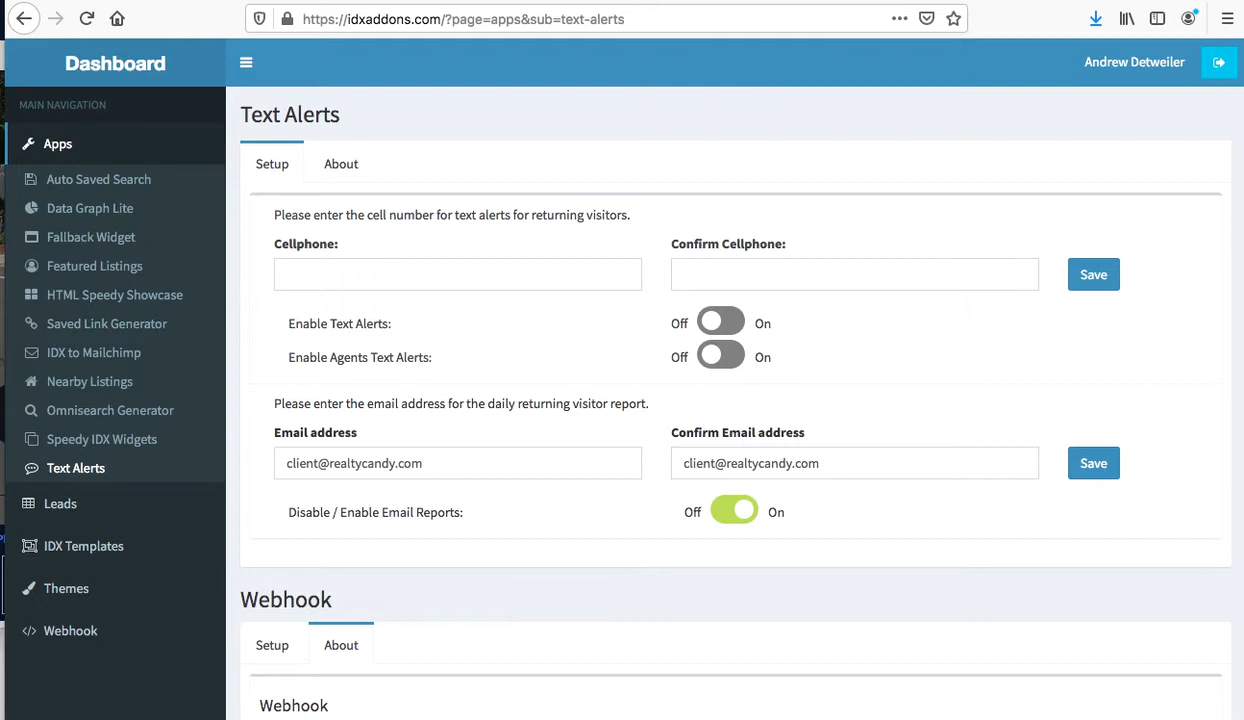 https://idxaddons.com/?page=apps&sub=text-alerts
Dashboard
Andrew Detweiler
MAIN NAVIGATION
Apps
Auto Saved Search
Data Graph Lite
Fallback Widget
Featured Listings
HTML Speedy Showcase
Saved Link Generator
IDX to Mailchimp
Nearby Listings
Omnisearch Generator
Speedy IDX Widgets
Text Alerts
Leads
IDX Templates
Themes
Webhook
Text Alerts
Setup About
Please enter the cell number for text alerts for returning visitors.
Cellphone: Confirm Cellphone:
Save
Enable Text Alerts: Off On
Enable Agents Text Alerts: Off On
Please enter the email address for the daily returning visitor report.
Email address Confirm Email address
client@realtycandy.com client@realtycandy.com Save
Disable / Enable Email Reports: Off On
Webhook
Setup About
Webhook